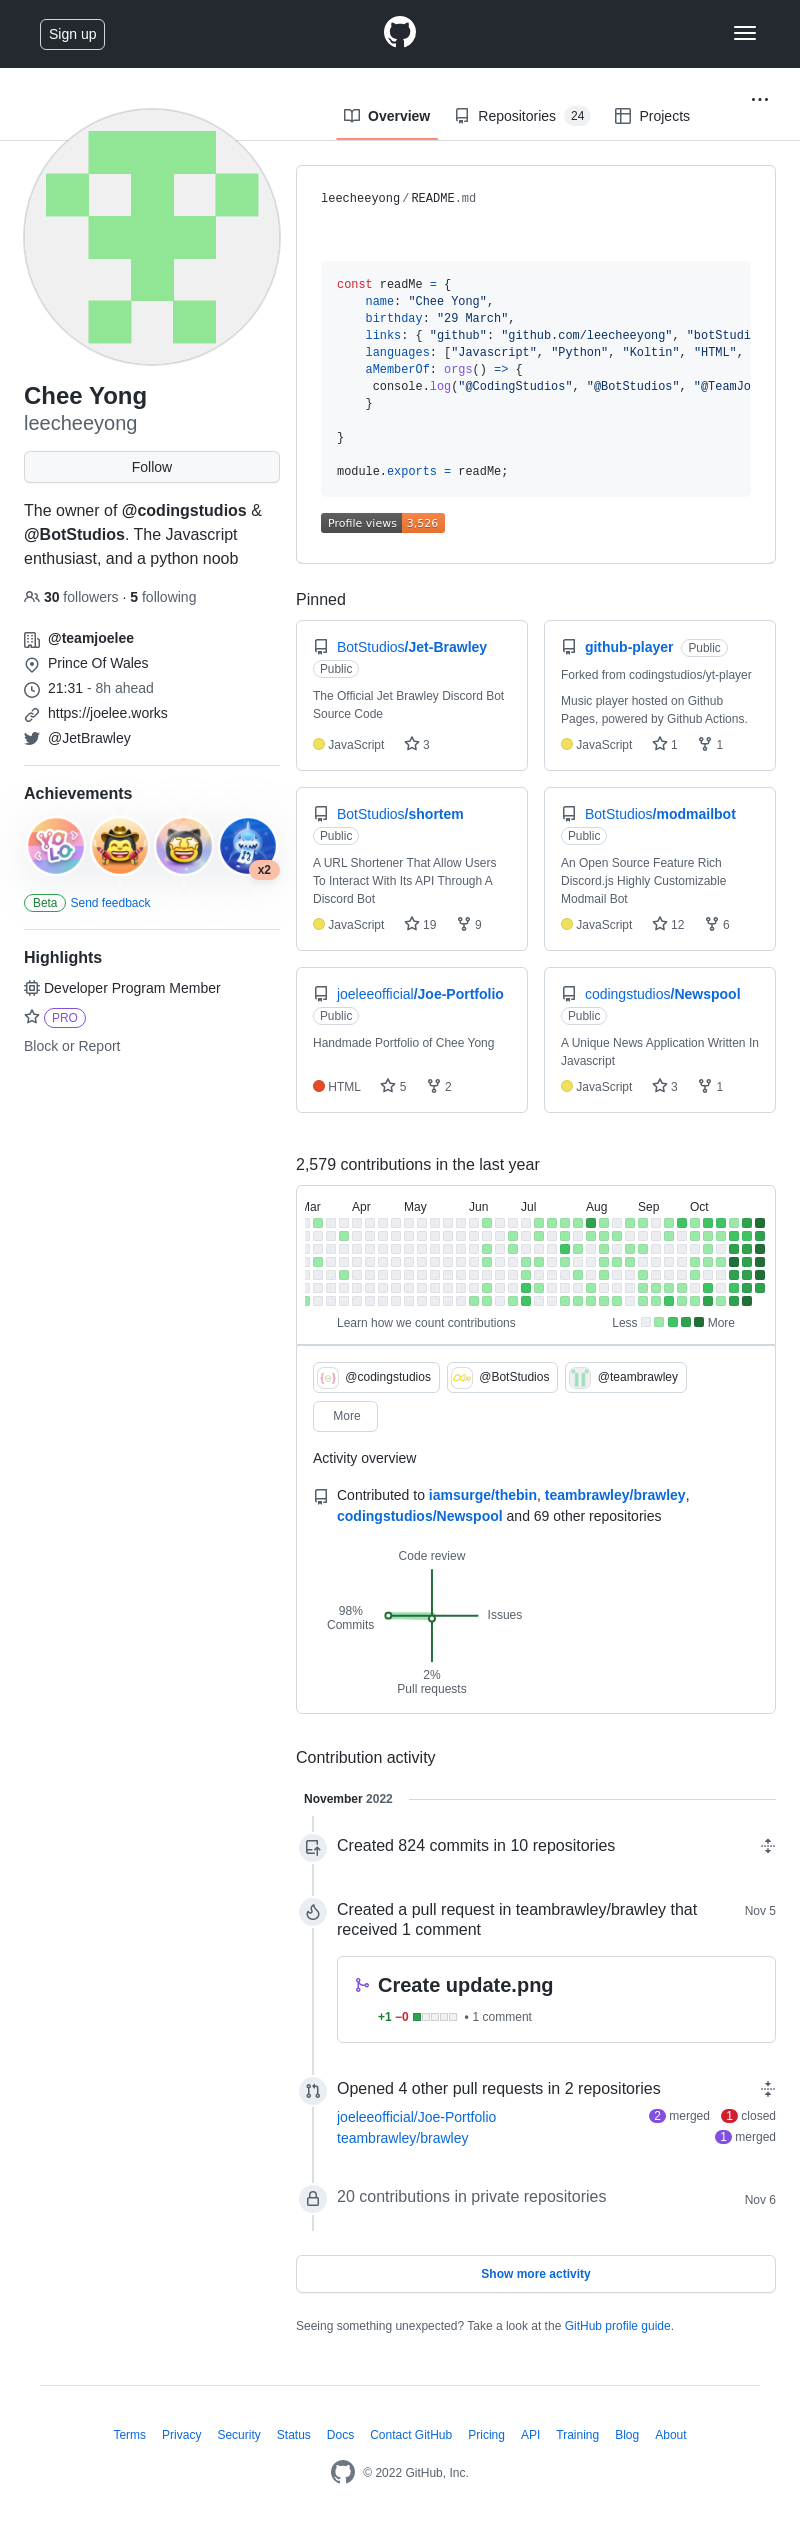 Sign up
Overview
Repositories 24
Projects
Chee Yong
leecheeyong
Follow
The owner of @codingstudios &
@BotStudios. The Javascript
enthusiast, and a python noob
30 followers · 5 following
@teamjoelee
Prince Of Wales
21:31 - 8h ahead
https://joelee.works
@JetBrawley
Achievements
YOLO
x2
Beta Send feedback
Highlights
Developer Program Member
PRO
Block or Report
leecheeyong/README.md
const readMe = {
name: "Chee Yong",
birthday: "29 March",
links: { "github": "github.com/leecheeyong", "botStudi
languages: ["Javascript", "Python", "Koltin", "HTML",
aMemberOf: orgs() => {
console.log("@CodingStudios", "@BotStudios", "@TeamJo
}
}
module.exports = readMe;
Profile views 3,526
Pinned
BotStudios/Jet-Brawley
Public
The Official Jet Brawley Discord Bot
Source Code
JavaScript 3
github-player Public
Forked from codingstudios/yt-player
Music player hosted on Github
Pages, powered by Github Actions.
JavaScript 1 1
BotStudios/shortem
Public
A URL Shortener That Allow Users
To Interact With Its API Through A
Discord Bot
JavaScript 19 9
BotStudios/modmailbot
Public
An Open Source Feature Rich
Discord.js Highly Customizable
Modmail Bot
JavaScript 12 6
joeleeofficial/Joe-Portfolio
Public
Handmade Portfolio of Chee Yong
HTML 5 2
codingstudios/Newspool
Public
A Unique News Application Written In
Javascript
JavaScript 3 1
2,579 contributions in the last year
Mar Apr May Jun Jul Aug Sep Oct
Learn how we count contributions
Less More
@codingstudios @BotStudios @teambrawley
More
Activity overview
Contributed to iamsurge/thebin, teambrawley/brawley,
codingstudios/Newspool and 69 other repositories
Code review
98%
Commits
Issues
2%
Pull requests
Contribution activity
November 2022
Created 824 commits in 10 repositories
Created a pull request in teambrawley/brawley that
received 1 comment
Nov 5
Create update.png
+1 −0 • 1 comment
Opened 4 other pull requests in 2 repositories
joeleeofficial/Joe-Portfolio 2 merged 1 closed
teambrawley/brawley 1 merged
20 contributions in private repositories Nov 6
Show more activity
Seeing something unexpected? Take a look at the GitHub profile guide.
Terms Privacy Security Status Docs Contact GitHub Pricing API Training Blog About
© 2022 GitHub, Inc.